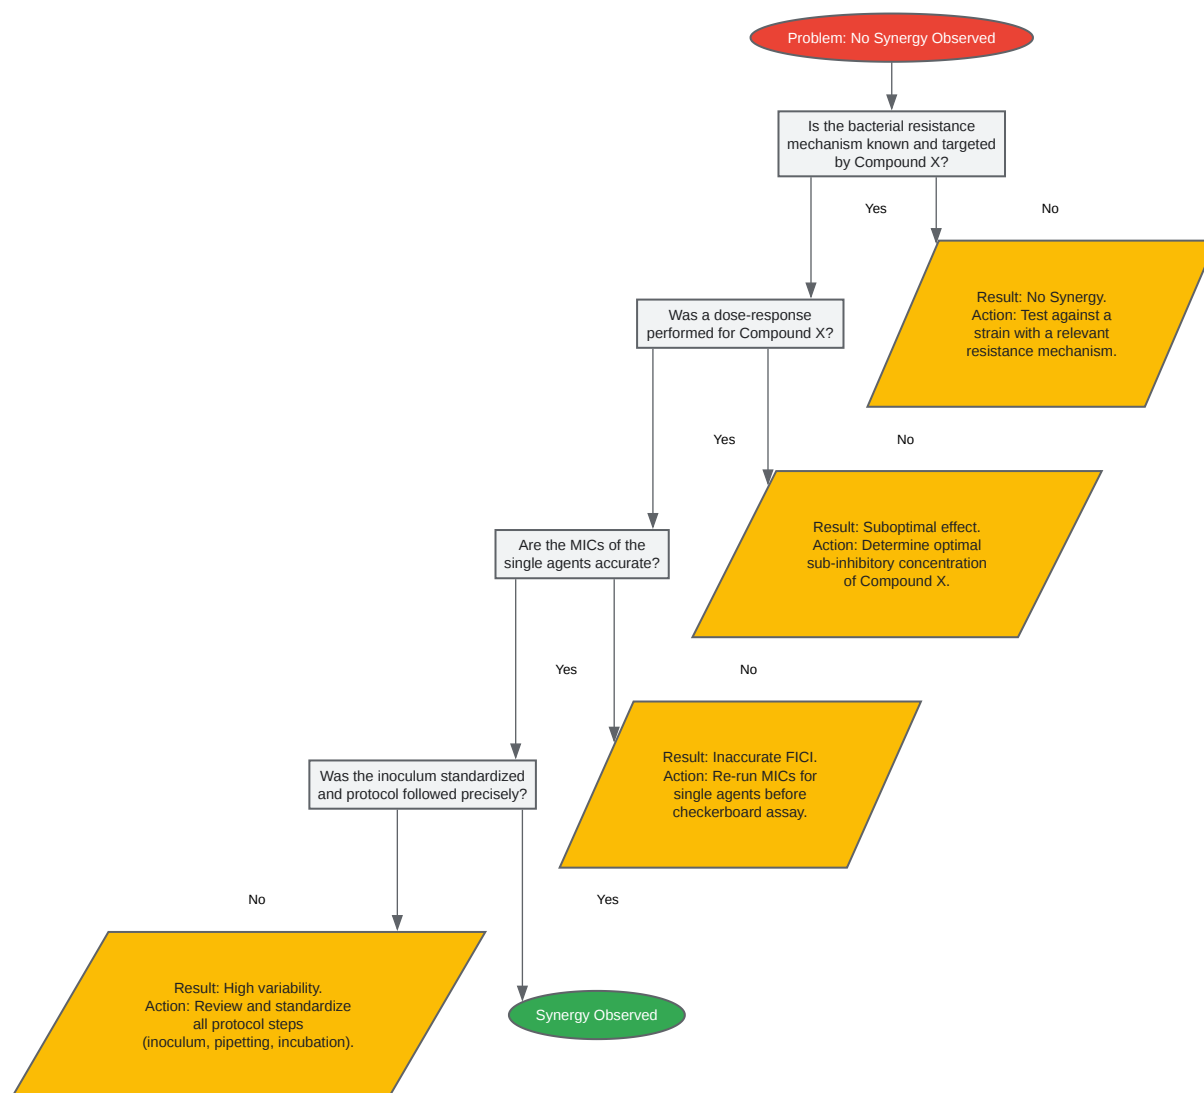 Problem: No Synergy Observed
Is the bacterial resistance
mechanism known and targeted
by Compound X?
Yes
No
Result: No Synergy.
Action: Test against a
strain with a relevant
resistance mechanism.
Was a dose-response
performed for Compound X?
Yes
No
Result: Suboptimal effect.
Action: Determine optimal
sub-inhibitory concentration
of Compound X.
Are the MICs of the
single agents accurate?
Yes
No
Result: Inaccurate FICI.
Action: Re-run MICs for
single agents before
checkerboard assay.
Was the inoculum standardized
and protocol followed precisely?
No
Yes
Result: High variability.
Action: Review and standardize
all protocol steps
(inoculum, pipetting, incubation).
Synergy Observed